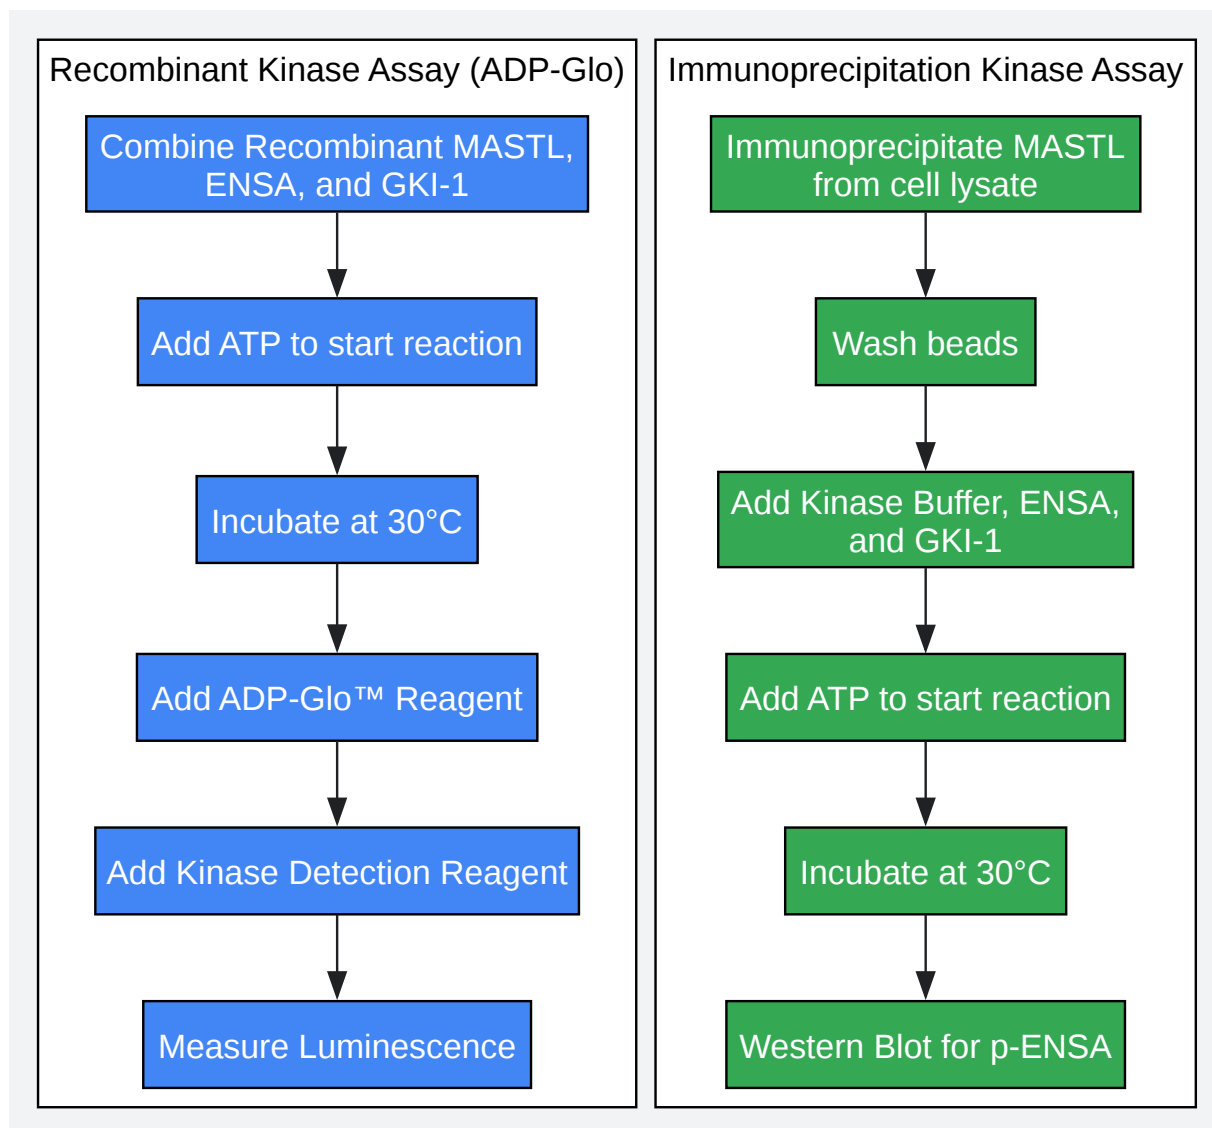 Recombinant Kinase Assay (ADP-Glo)
Combine Recombinant MASTL,
ENSA, and GKI-1
Add ATP to start reaction
Incubate at 30°C
Add ADP-Glo™ Reagent
Add Kinase Detection Reagent
Measure Luminescence
Immunoprecipitation Kinase Assay
Immunoprecipitate MASTL
from cell lysate
Wash beads
Add Kinase Buffer, ENSA,
and GKI-1
Add ATP to start reaction
Incubate at 30°C
Western Blot for p-ENSA